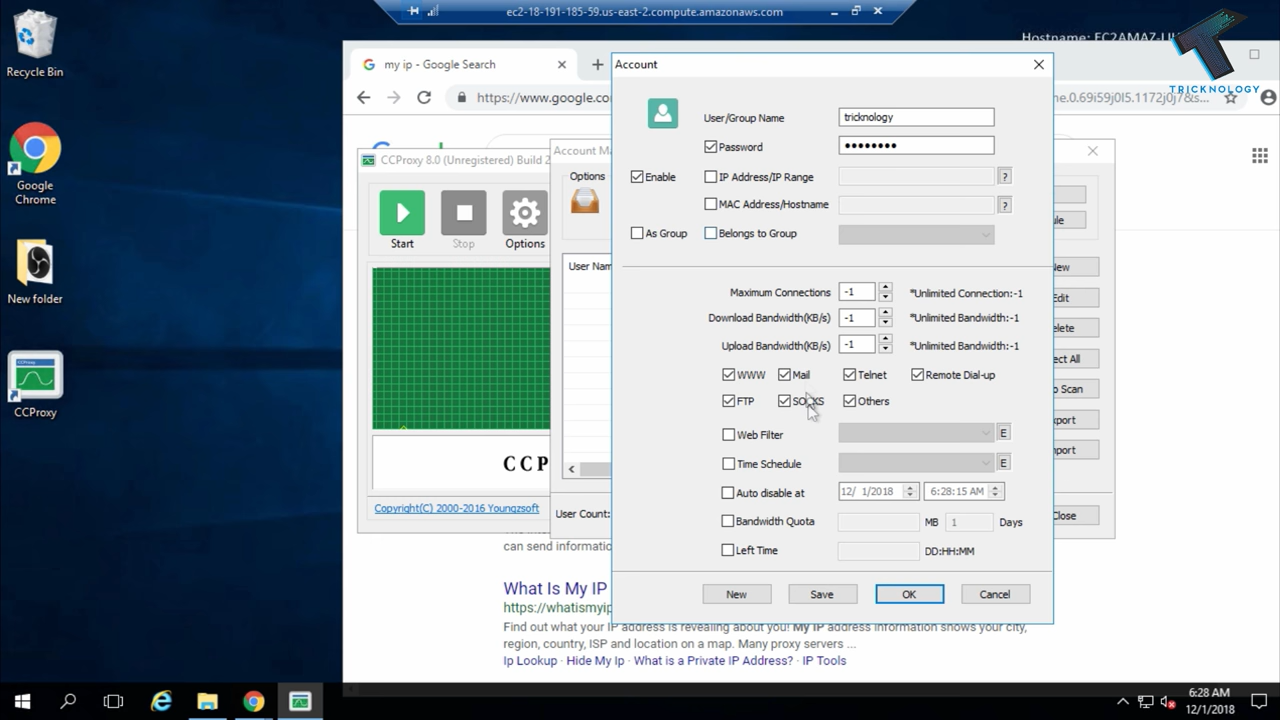 ec2-18-191-185-59.us-east-2.compute.amazonaws.com
Hostname: EC2AMAZ-
TRICKNOLOGY
Recycle Bin
Google
Chrome
New folder
CCProxy
my ip - Google Search
https://www.google.co
ne.0.69i59j0l5.1172j0j7&s...
CCProxy 8.0 (Unregistered) Build 2
Start
Stop
Options
CCP
Copyright(C) 2000-2016 Youngzsoft
Account M
Options
User Nam
User Count:
New
Edit
elete
ect All
o Scan
xport
mport
Close
Account
User/Group Name
tricknology
Password
••••••••
Enable
IP Address/IP Range
?
MAC Address/Hostname
?
As Group
Belongs to Group
Maximum Connections
-1
*Unlimited Connection:-1
Download Bandwidth(KB/s)
-1
*Unlimited Bandwidth:-1
Upload Bandwidth(KB/s)
-1
*Unlimited Bandwidth:-1
WWW
Mail
Telnet
Remote Dial-up
FTP
SOCKS
Others
Web Filter
E
Time Schedule
E
Auto disable at
12/ 1/2018
6:28:15 AM
Bandwidth Quota
MB
1
Days
Left Time
DD:HH:MM
New
Save
OK
Cancel
can send informatio
What Is My IP
https://whatismyip
Find out what your IP address is revealing about you! My IP address information shows your city,
region, country, ISP and location on a map. Many proxy servers ...
Ip Lookup · Hide My Ip · What is a Private IP Address? · IP Tools
6:28 AM
12/1/2018